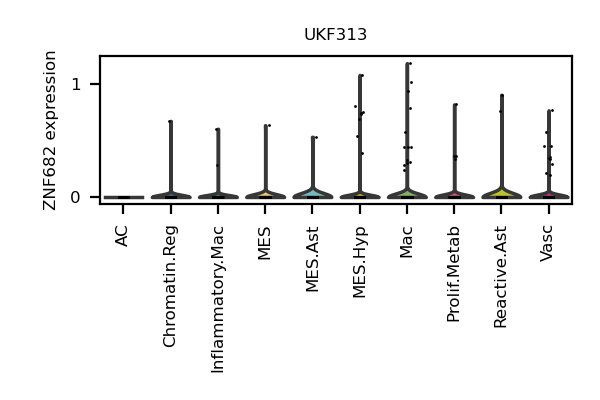 UKF313
ZNF682 expression
1
0
AC
Chromatin.Reg
Inflammatory.Mac
MES
MES.Ast
MES.Hyp
Mac
Prolif.Metab
Reactive.Ast
Vasc